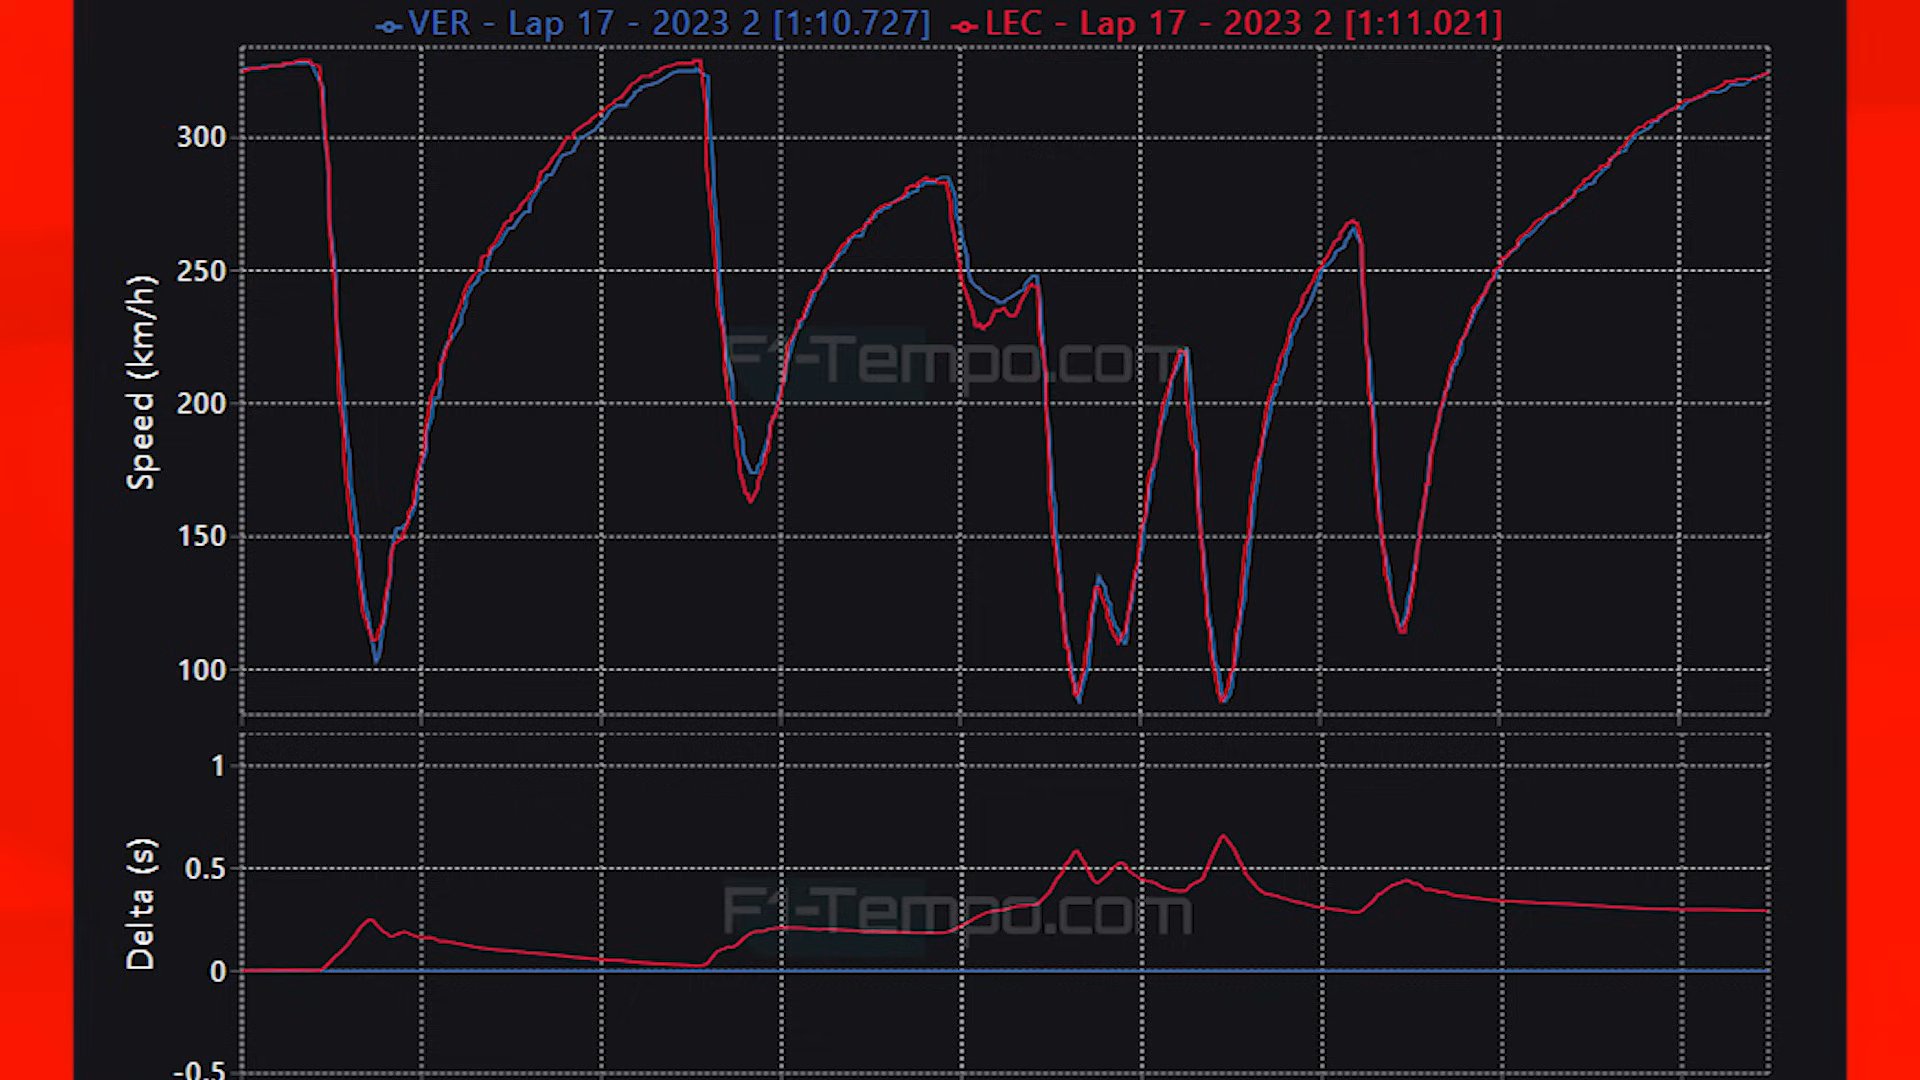 VER - Lap 17 - 2023 2 [1:10.727] LEC - Lap 17 - 2023 2 [1:11.021]
300
250
200
150
100
Speed (km/h)
F1-Tempo.com
1
0.5
0
-0.5
Delta (s)
F1-Tempo.com